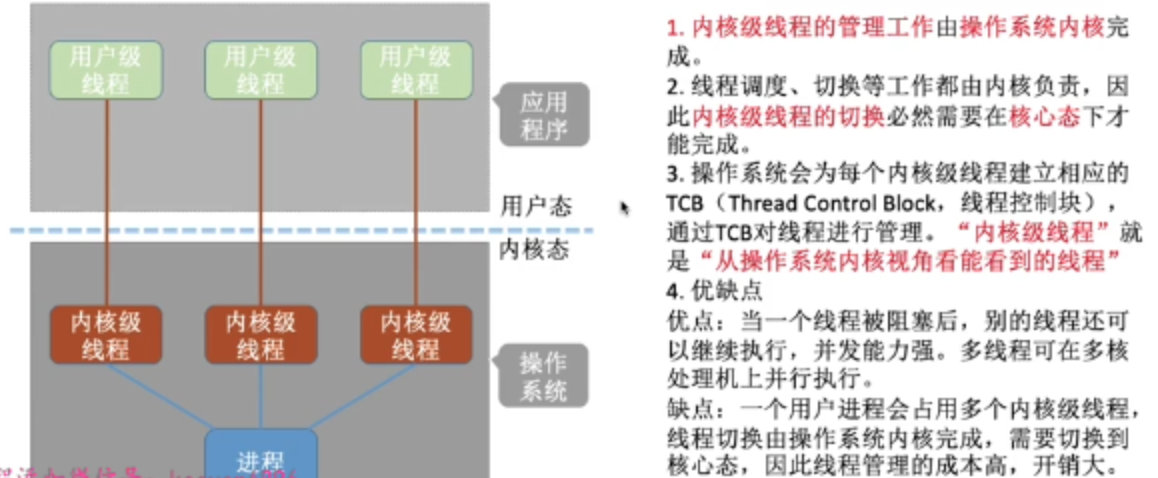 用户级
线程
用户级
线程
用户级
线程
应用
程序
用户态
内核态
内核级
线程
内核级
线程
内核级
线程
操作
系统
进程
1. 内核级线程的管理工作由操作系统内核完
成。
2. 线程调度、切换等工作都由内核负责，因
此内核级线程的切换必然需要在核心态下才
能完成。
3. 操作系统会为每个内核级线程建立相应的
TCB（Thread Control Block，线程控制块），
通过TCB对线程进行管理。“内核级线程”就
是“从操作系统内核视角看能看到的线程”
4. 优缺点
优点：当一个线程被阻塞后，别的线程还可
以继续执行，并发能力强。多线程可在多核
处理机上并行执行。
缺点：一个用户进程会占用多个内核级线程，
线程切换由操作系统内核完成，需要切换到
核心态，因此线程管理的成本高，开销大。